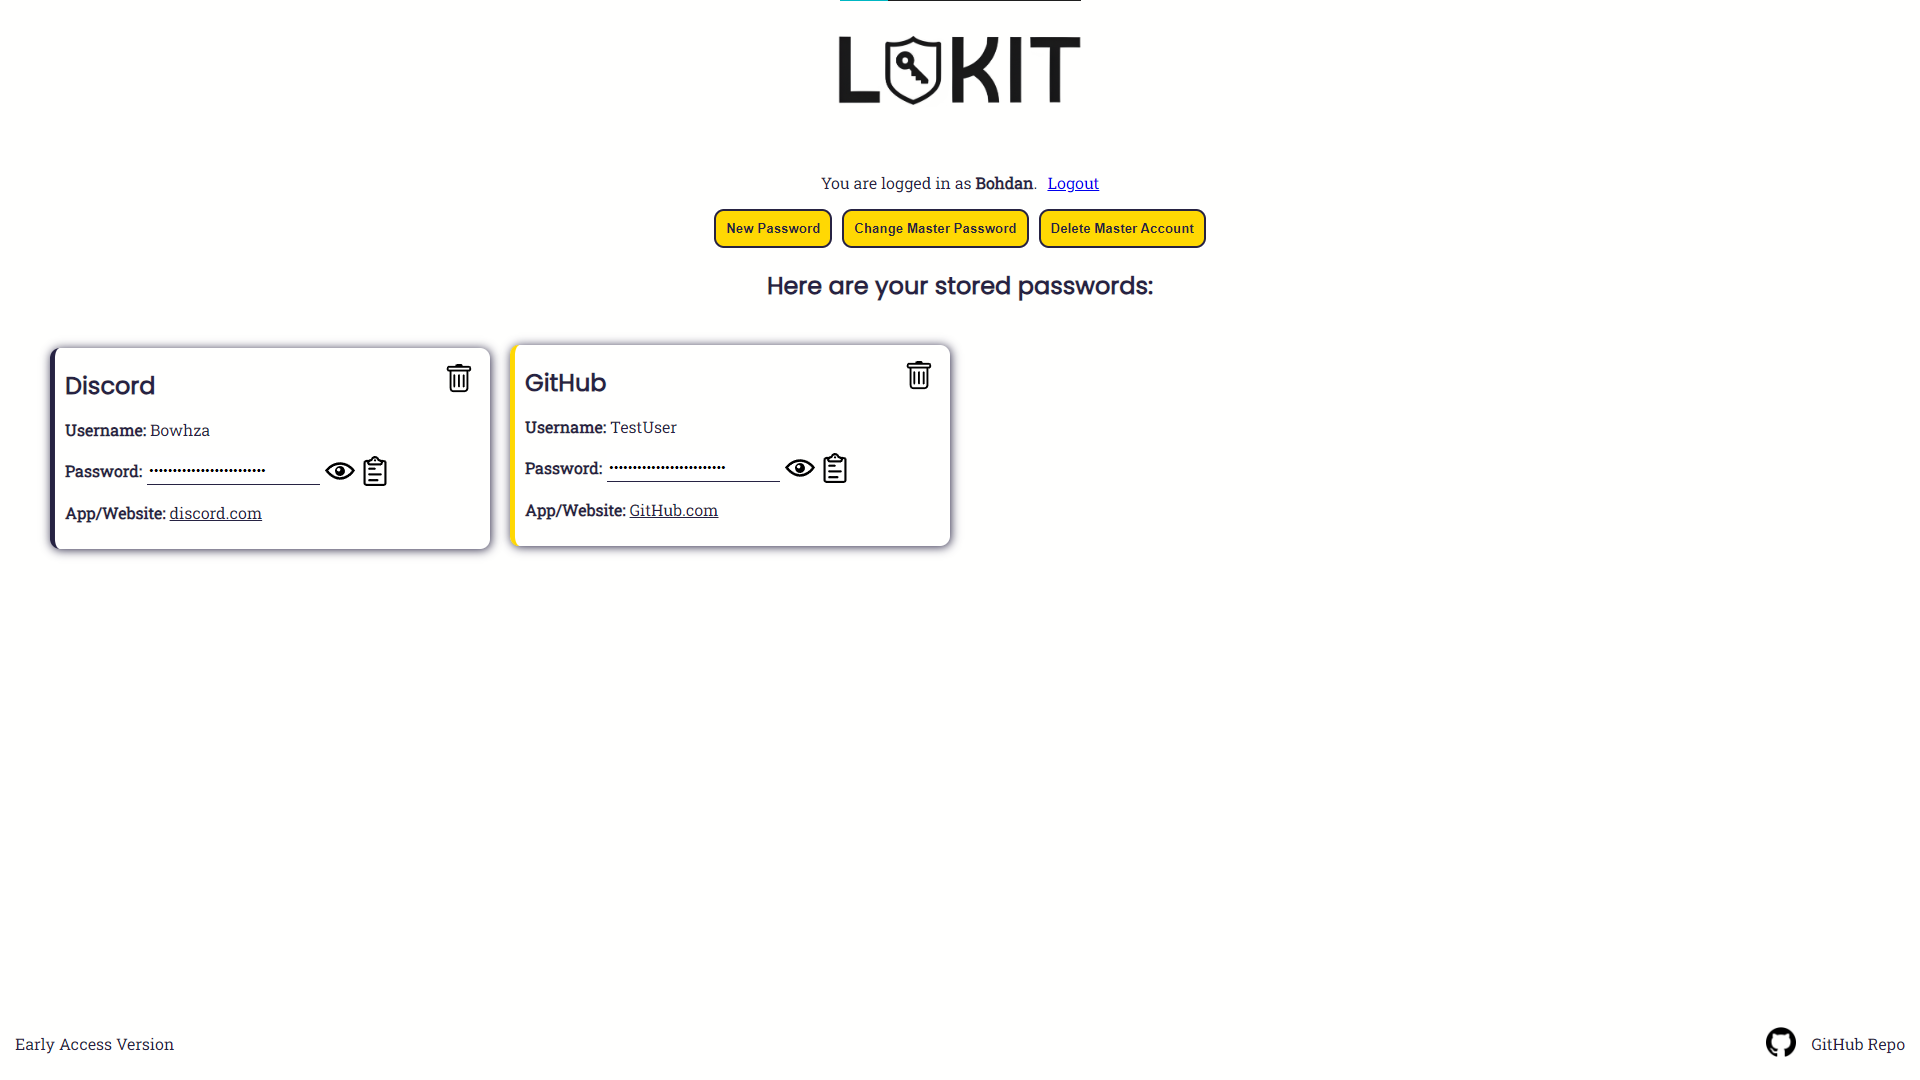 LOKIT
You are logged in as Bohdan. Logout
New Password Change Master Password Delete Master Account
Here are your stored passwords:
Discord
Username: Bowhza
Password: •••••••••••••••••••••••••
App/Website: discord.com
GitHub
Username: TestUser
Password: •••••••••••••••••••••••••
App/Website: GitHub.com
Early Access Version
GitHub Repo